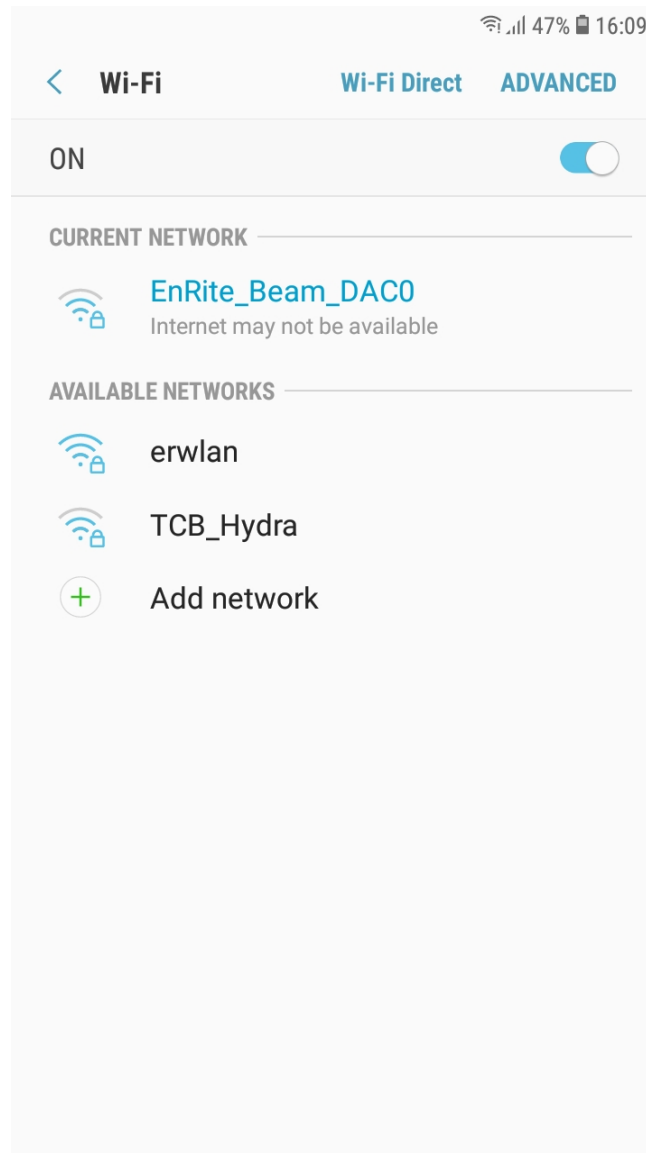 47% 16:09
Wi-Fi Wi-Fi Direct ADVANCED
ON
CURRENT NETWORK
EnRite_Beam_DAC0
Internet may not be available
AVAILABLE NETWORKS
erwlan
TCB_Hydra
Add network